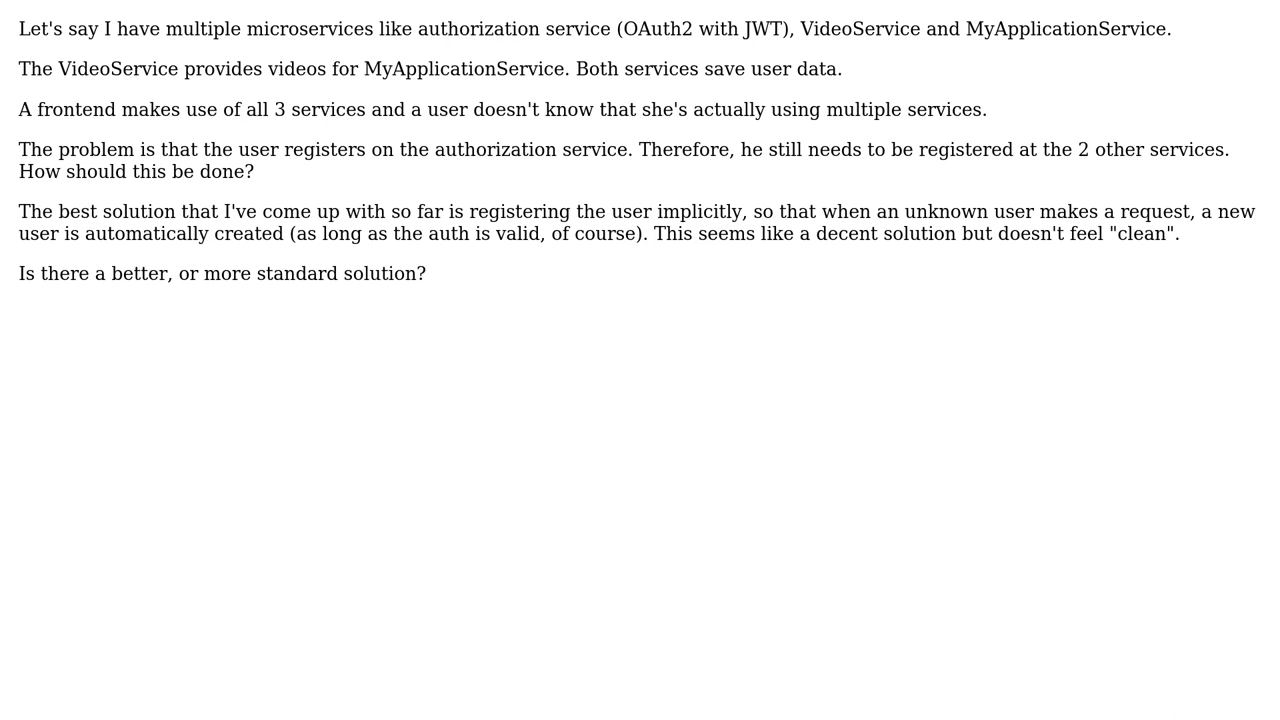 Let's say I have multiple microservices like authorization service (OAuth2 with JWT), VideoService and MyApplicationService.
The VideoService provides videos for MyApplicationService. Both services save user data.
A frontend makes use of all 3 services and a user doesn't know that she's actually using multiple services.
The problem is that the user registers on the authorization service. Therefore, he still needs to be registered at the 2 other services.
How should this be done?
The best solution that I've come up with so far is registering the user implicitly, so that when an unknown user makes a request, a new
user is automatically created (as long as the auth is valid, of course). This seems like a decent solution but doesn't feel "clean".
Is there a better, or more standard solution?